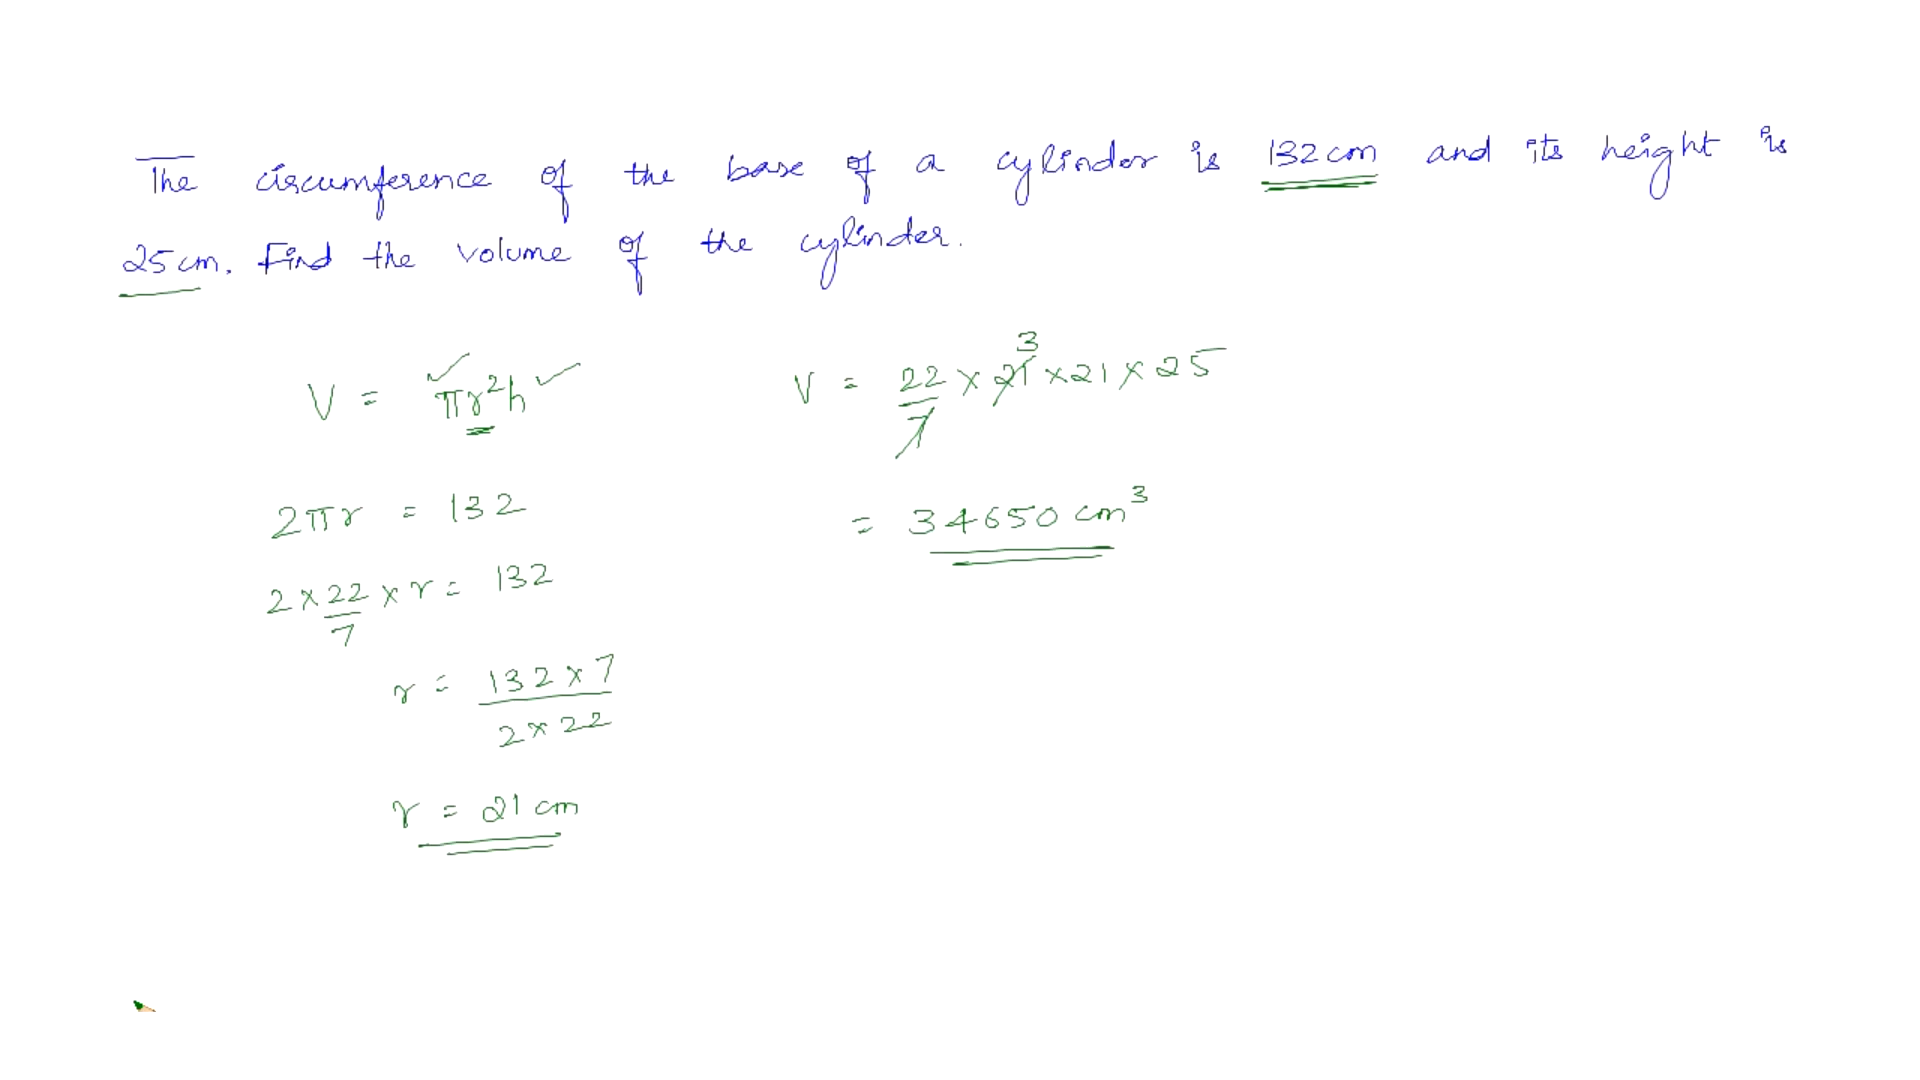 The circumference of the base of a cylinder is 132 cm and its height is
25 cm. Find the volume of the cylinder.
V = πr²h
2πr = 132
2 × 22/7 × r = 132
r = 132 × 7 / 2 × 22
r = 21 cm
V = 22/7 × 21 3 × 21 × 25
= 34650 cm³